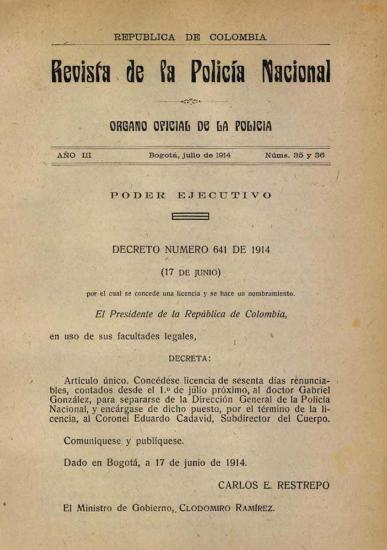 REPUBLICA DE COLOMBIA
Revista de la Policía Nacional
ORGANO OFICIAL DE LA POLICIA
AÑO III Bogotá, julio de 1914 Núms. 35 y 36
PODER EJECUTIVO
DECRETO NUMERO 641 DE 1914
(17 DE JUNIO)
por el cual se concede una licencia y se hace un nombramiento.
El Presidente de la República de Colombia,
en uso de sus facultades legales,
DECRETA:
Artículo único. Concédese licencia de sesenta días renuncia-
bles, contados desde el 1.º de julio próximo, al doctor Gabriel
González, para separarse de la Dirección General de la Policía
Nacional, y encárgase de dicho puesto, por el término de la li-
cencia, al Coronel Eduardo Cadavid, Subdirector del Cuerpo.
Comuníquese y publíquese.
Dado en Bogotá, a 17 de junio de 1914.
CARLOS E. RESTREPO
El Ministro de Gobierno, CLODOMIRO RAMÍREZ.